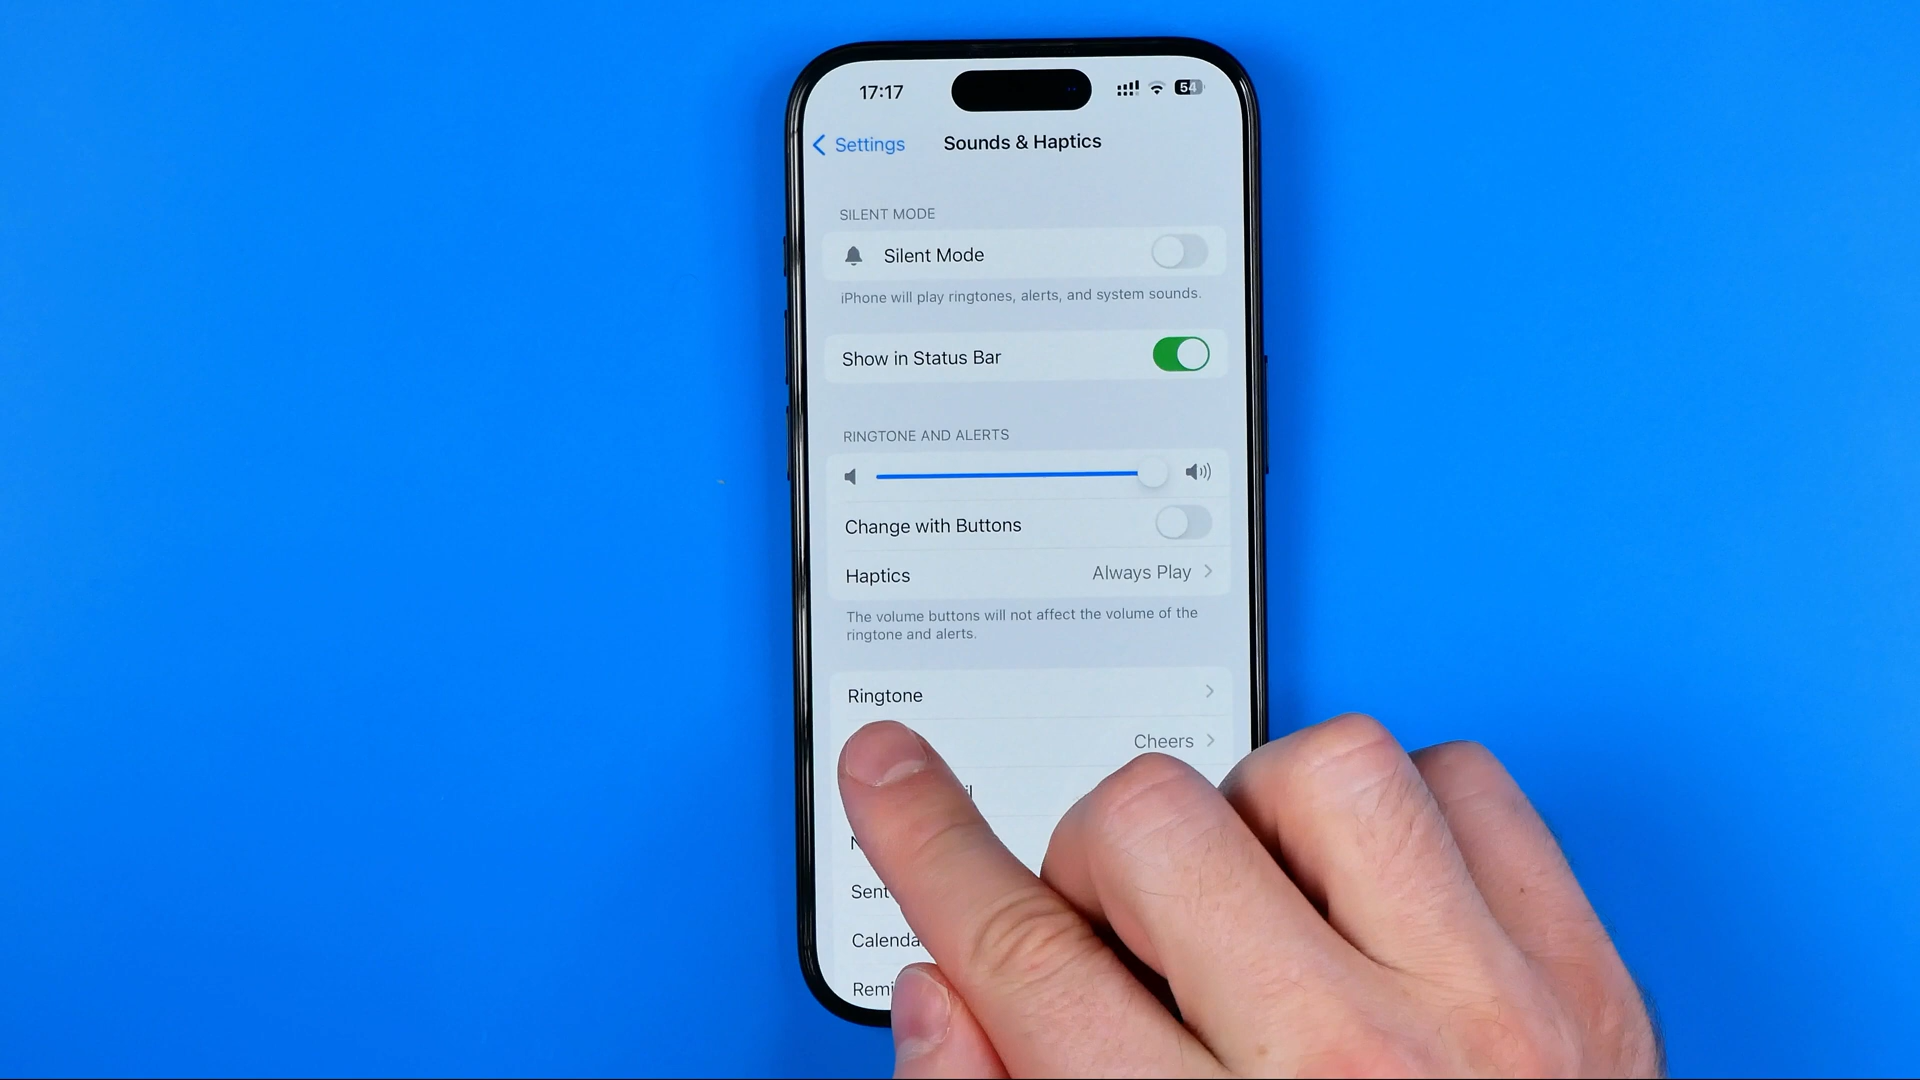 17:17 54
Settings Sounds & Haptics
SILENT MODE
Silent Mode
iPhone will play ringtones, alerts, and system sounds.
Show in Status Bar
RINGTONE AND ALERTS
Change with Buttons
Haptics Always Play
The volume buttons will not affect the volume of the
ringtone and alerts.
Ringtone
Cheers
Sent